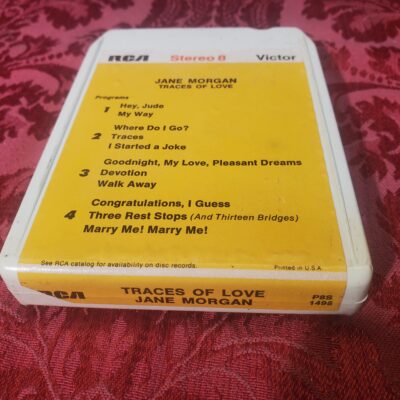 RCA Stereo 8 Victor
JANE MORGAN
TRACES OF LOVE
Programs
1 Hey, Jude
My Way
Where Do I Go?
2 Traces
I Started a Joke
Goodnight, My Love, Pleasant Dreams
3 Devotion
Walk Away
Congratulations, I Guess
4 Three Rest Stops (And Thirteen Bridges)
Marry Me! Marry Me!
See RCA catalog for availability on disc records. Printed in U.S.A.
RCA TRACES OF LOVE P8S
JANE MORGAN 1498